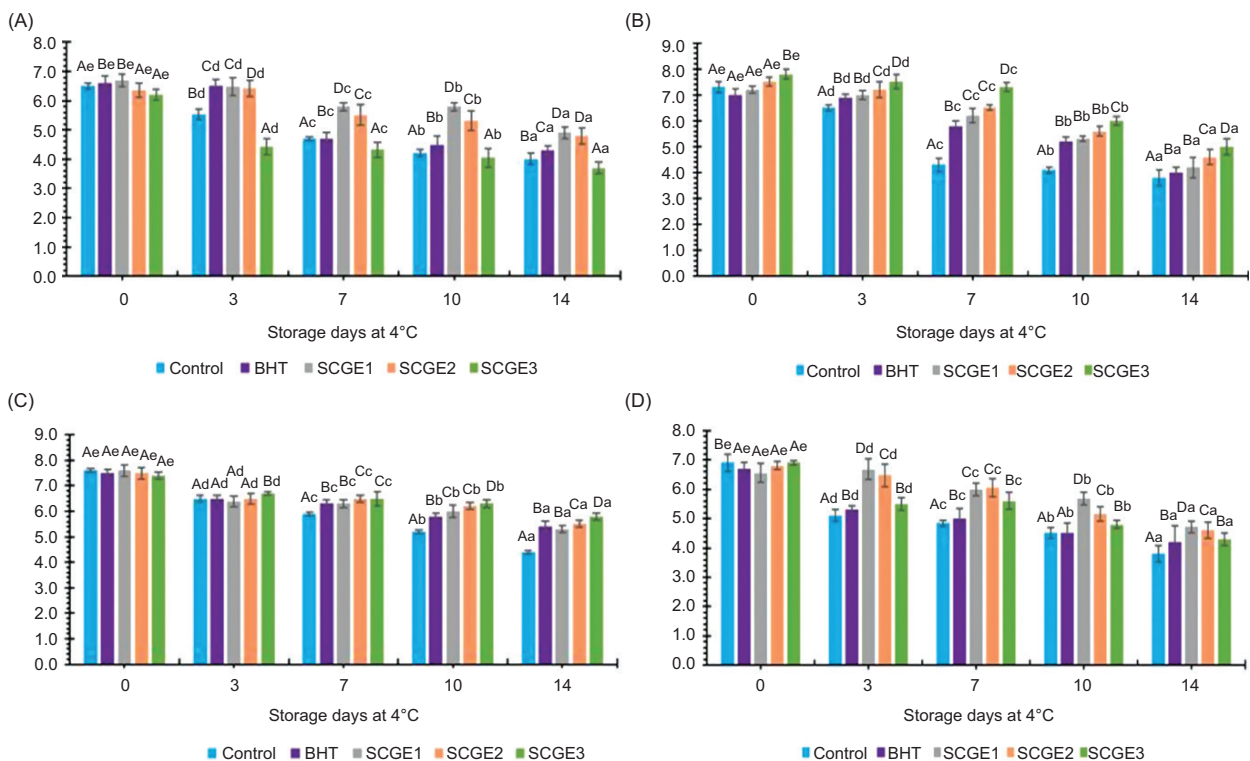 (A)
8.0
7.0
6.0
5.0
4.0
3.0
2.0
1.0
0.0
Ae Be Be Ae Ae
Bd Cd Cd Dd Ad
Ac Bc Dc Cc Ac
Ab Ab Db Cb Ab
Ba Ca Da Da Aa
0 3 7 10 14
Storage days at 4°C
Control BHT SCGE1 SCGE2 SCGE3
(B)
9.0
8.0
7.0
6.0
5.0
4.0
3.0
2.0
1.0
0.0
Ae Ae Ae Ae Be
Ad Bd Bd Cd Dd
Ac Bc Cc Cc Dc
Ab Bb Bb Bb Cb
Aa Ba Ba Ca Da
0 3 7 10 14
Storage days at 4°C
Control BHT SCGE1 SCGE2 SCGE3
(C)
9.0
8.0
7.0
6.0
5.0
4.0
3.0
2.0
1.0
0.0
Ae Ae Ae Ae Ae
Ad Ad Ad Ad Bd
Ac Bc Bc Cc Cc
Ab Bb Cb Cb Db
Aa Ba Ba Ca Da
0 3 7 10 14
Storage days at 4°C
Control BHT SCGE1 SCGE2 SCGE3
(D)
8.0
7.0
6.0
5.0
4.0
3.0
2.0
1.0
0.0
Be Ae Ae Ae Ae
Ad Bd Dd Cd Bd
Ac Bc Cc Cc Bc
Ab Ab Db Cb Bb
Aa Ba Da Ca Ba
0 3 7 10 14
Storage days at 4°C
Control BHT SCGE1 SCGE2 SCGE3